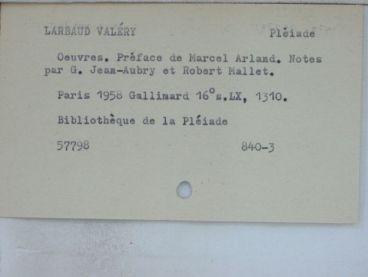 LARBAUD VALÉRY Pléiade
Oeuvres. Préface de Marcel Arland. Notes
par G. Jean-Aubry et Robert Mallet.
Paris 1958 Gallimard 16°s.LX, 1310.
Bibliothèque de la Pléiade
57798 840-3